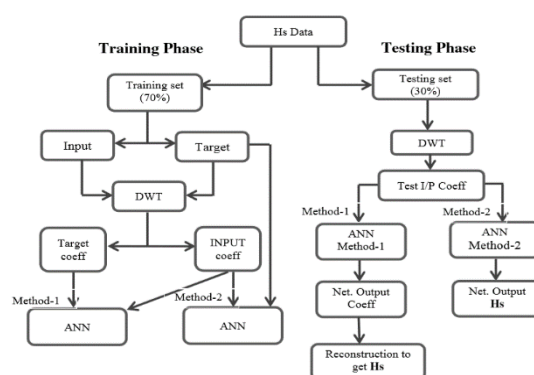 Hs Data
Training Phase
Testing Phase
Training set
(70%)
Testing set
(30%)
Input
Target
DWT
DWT
Test I/P Coeff
Method-1
Method-2
Target
coeff
INPUT
coeff
ANN
Method-1
ANN
Method-2
Method-1
Method-2
ANN
ANN
Net. Output
Coeff
Net. Output
Hs
Reconstruction to
get Hs